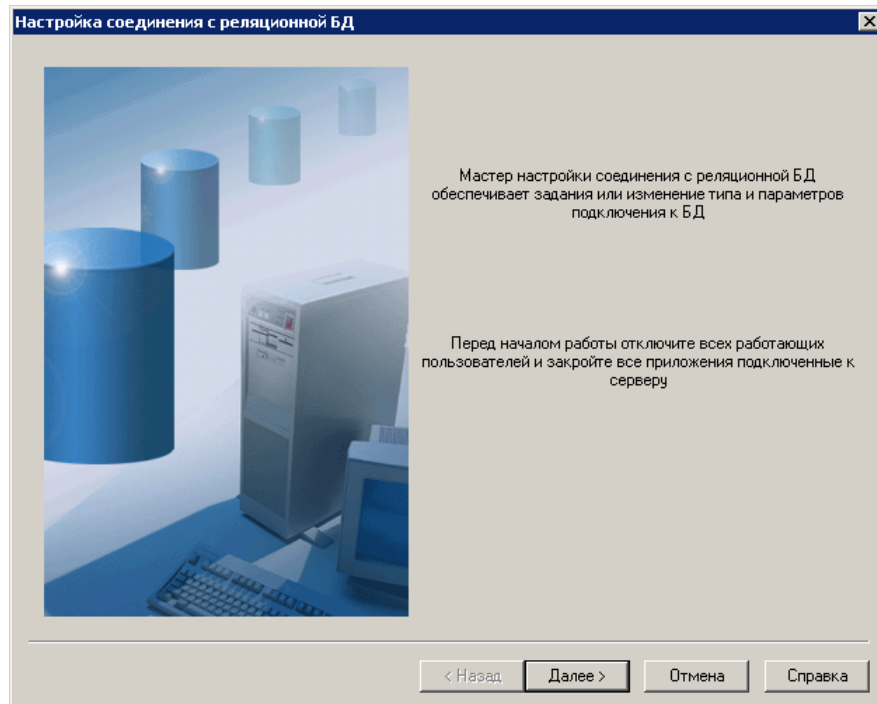 Настройка соединения с реляционной БД
Мастер настройки соединения с реляционной БД
обеспечивает задания или изменение типа и параметров
подключения к БД
Перед началом работы отключите всех работающих
пользователей и закройте все приложения подключенные к
серверу
< Назад
Далее >
Отмена
Справка